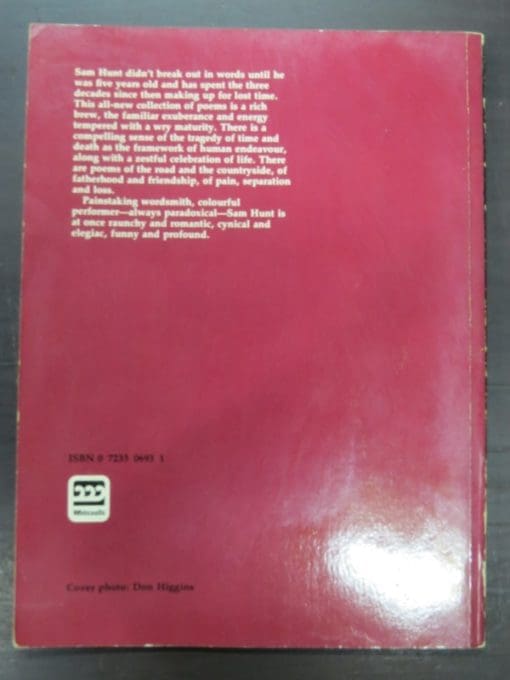 Sam Hunt didn't break out in words until he
was five years old and has spent the three
decades since then making up for lost time.
This all-new collection of poems is a rich
brew, the familiar exuberance and energy
tempered with a wry maturity. There is a
compelling sense of the tragedy of time and
death as the framework of human endeavour,
along with a zestful celebration of life. There
are poems of the road and the countryside, of
fatherhood and friendship, of pain, separation
and loss.
Painstaking wordsmith, colourful
performer—always paradoxical—Sam Hunt is
at once raunchy and romantic, cynical and
elegiac, funny and profound.
ISBN 0 7233 0693 1
Whitcoulls
Cover photo: Don Higgins